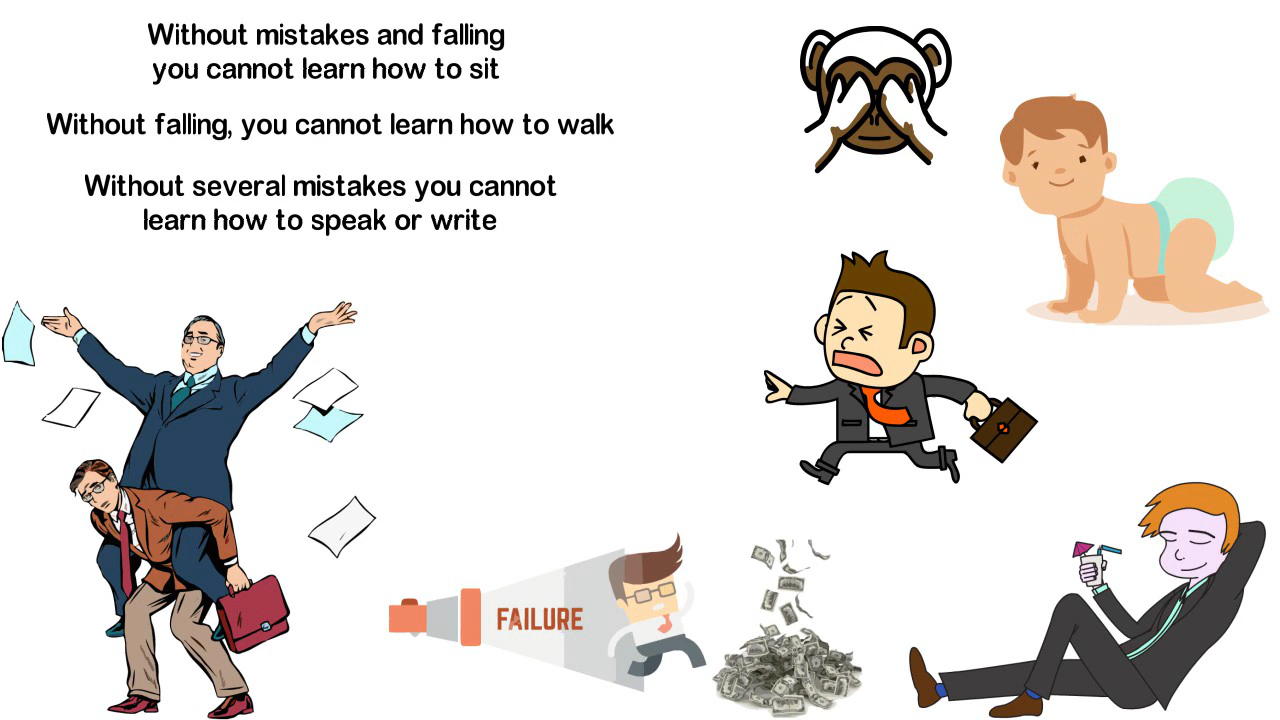 Without mistakes and falling
you cannot learn how to sit
Without falling, you cannot learn how to walk
Without several mistakes you cannot
learn how to speak or write
FAILURE